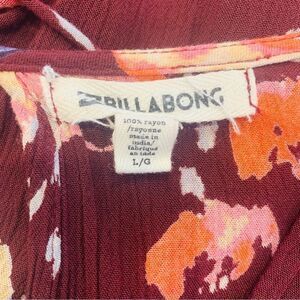 BILLABONG
100% rayon
/rayonne
made in
india/
fabriqué
en inde
L/G